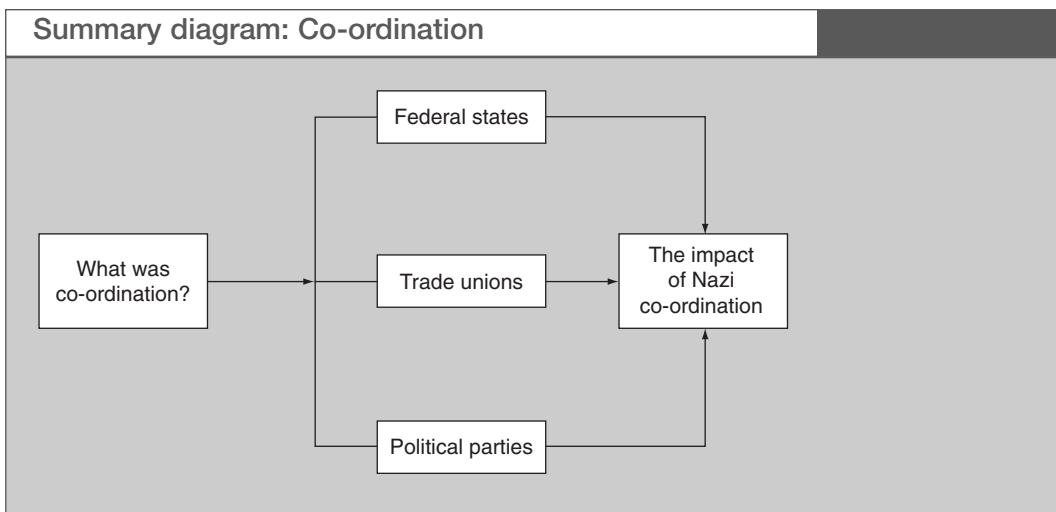 Summary diagram: Co-ordination
Federal states
What was
co-ordination?
Trade unions
The impact
of Nazi
co-ordination
Political parties